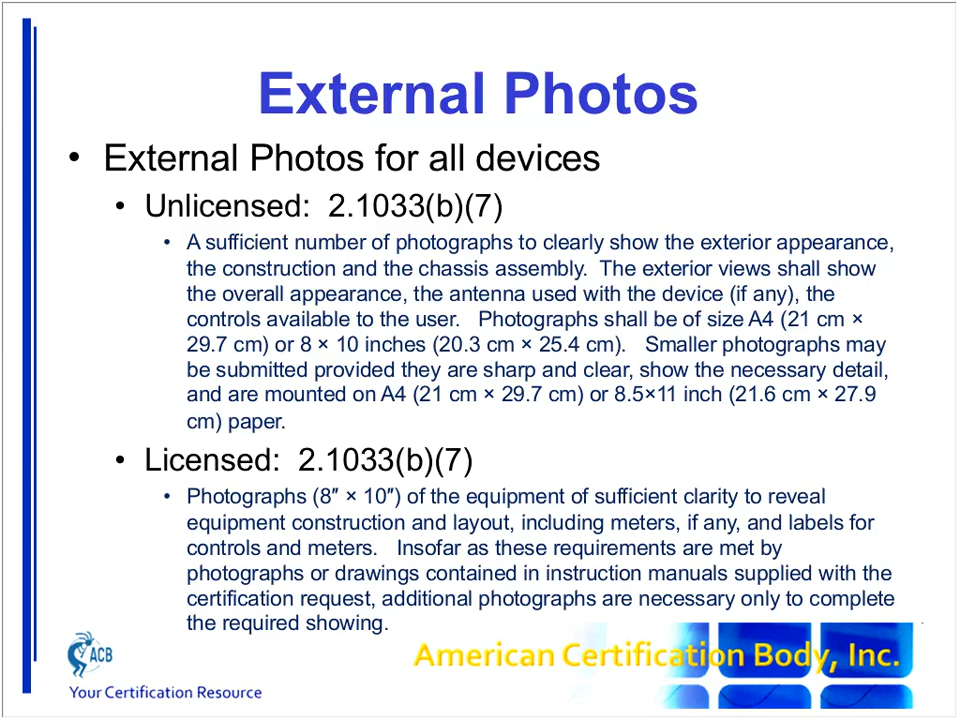 External Photos
• External Photos for all devices
• Unlicensed: 2.1033(b)(7)
• A sufficient number of photographs to clearly show the exterior appearance,
the construction and the chassis assembly. The exterior views shall show
the overall appearance, the antenna used with the device (if any), the
controls available to the user. Photographs shall be of size A4 (21 cm ×
29.7 cm) or 8 × 10 inches (20.3 cm × 25.4 cm). Smaller photographs may
be submitted provided they are sharp and clear, show the necessary detail,
and are mounted on A4 (21 cm × 29.7 cm) or 8.5×11 inch (21.6 cm × 27.9
cm) paper.
• Licensed: 2.1033(b)(7)
• Photographs (8″ × 10″) of the equipment of sufficient clarity to reveal
equipment construction and layout, including meters, if any, and labels for
controls and meters. Insofar as these requirements are met by
photographs or drawings contained in instruction manuals supplied with the
certification request, additional photographs are necessary only to complete
the required showing.
ACB
American Certification Body, Inc.
Your Certification Resource